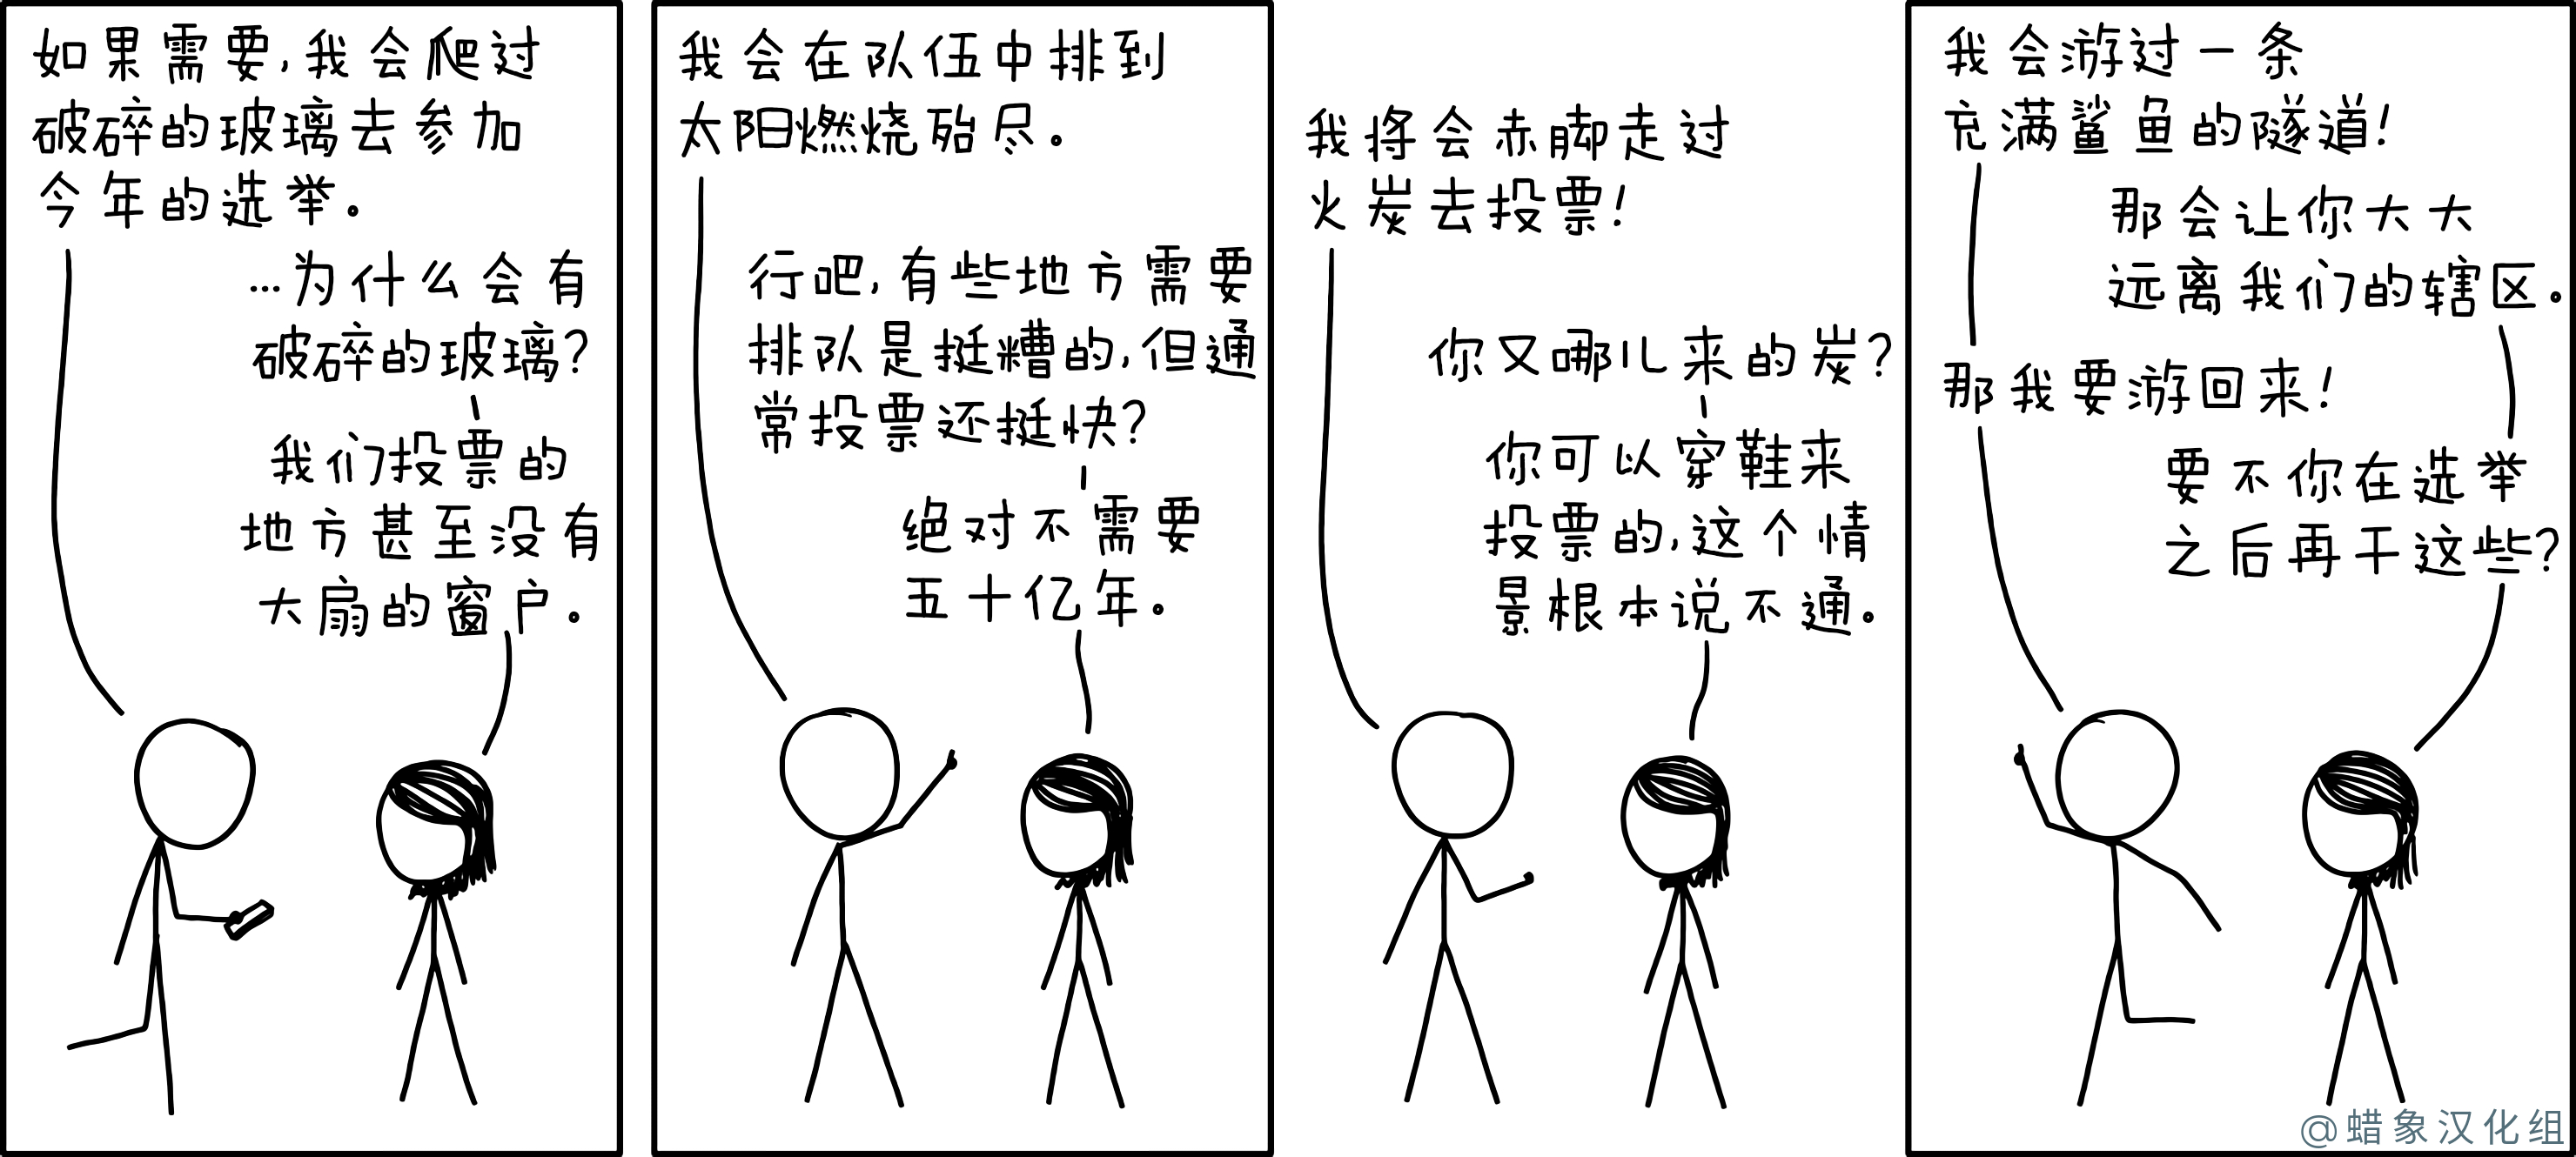 如果需要,我会爬过
破碎的玻璃去参加
今年的选举。
…为什么会有
破碎的玻璃?
我们投票的
地方甚至没有
大扇的窗户。
我会在队伍中排到
太阳燃烧殆尽。
行吧,有些地方需要
排队是挺糟的,但通
常投票还挺快?
绝对不需要
五十亿年。
我将会赤脚走过
火炭去投票!
你又哪儿来的炭?
你可以穿鞋来
投票的,这个情
景根本说不通。
我会游过一条
充满鲨鱼的隧道!
那会让你大大
远离我们的辖区。
那我要游回来!
要不你在选举
之后再干这些?
@蜡象汉化组